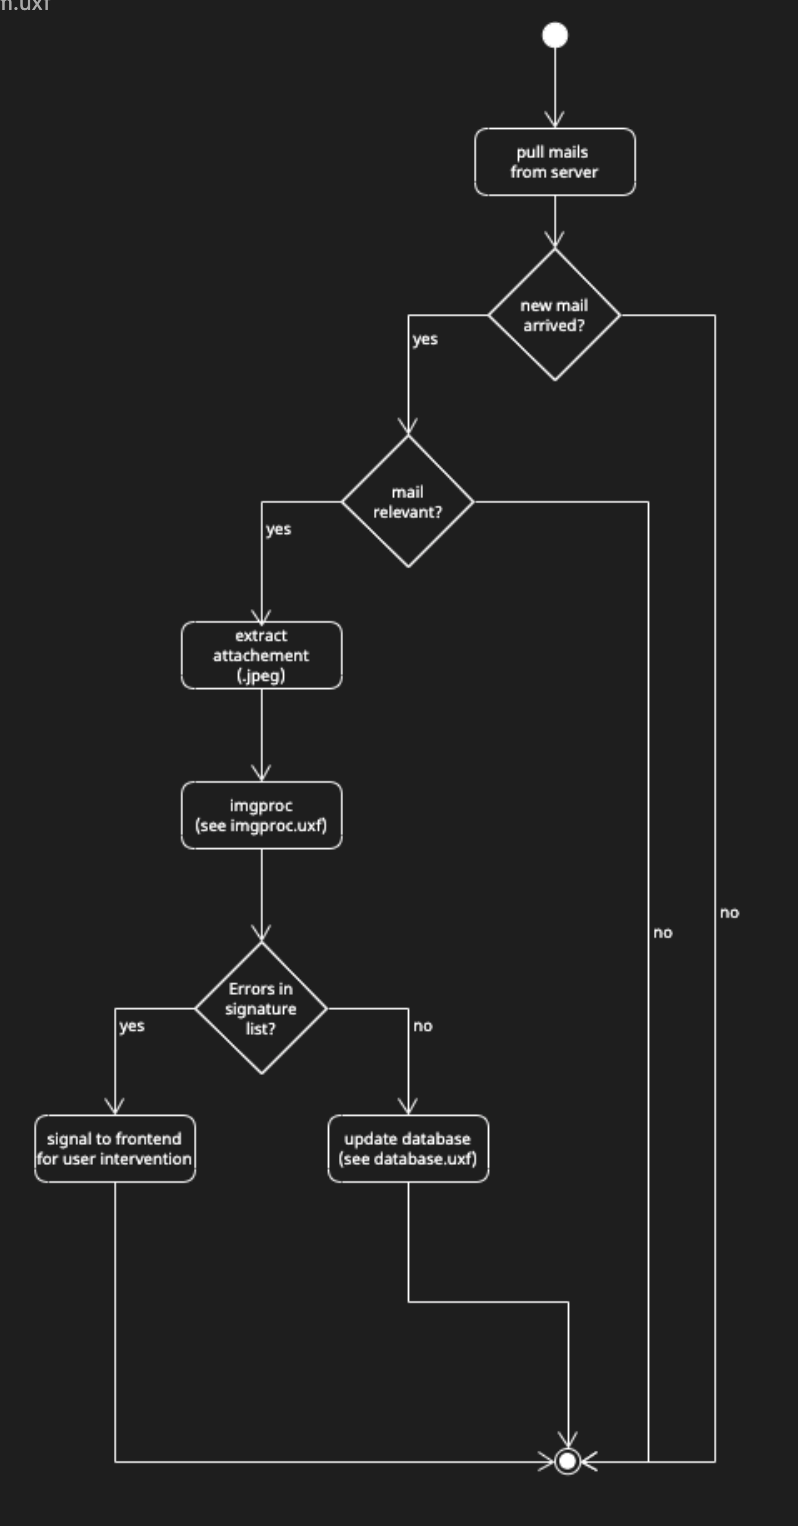 m.uxf
pull mails
from server
new mail
arrived?
yes
mail
relevant?
yes
extract
attachement
(.jpeg)
imgproc
(see imgproc.uxf)
no
no
Errors in
signature
list?
yes
no
signal to frontend
for user intervention
update database
(see database.uxf)